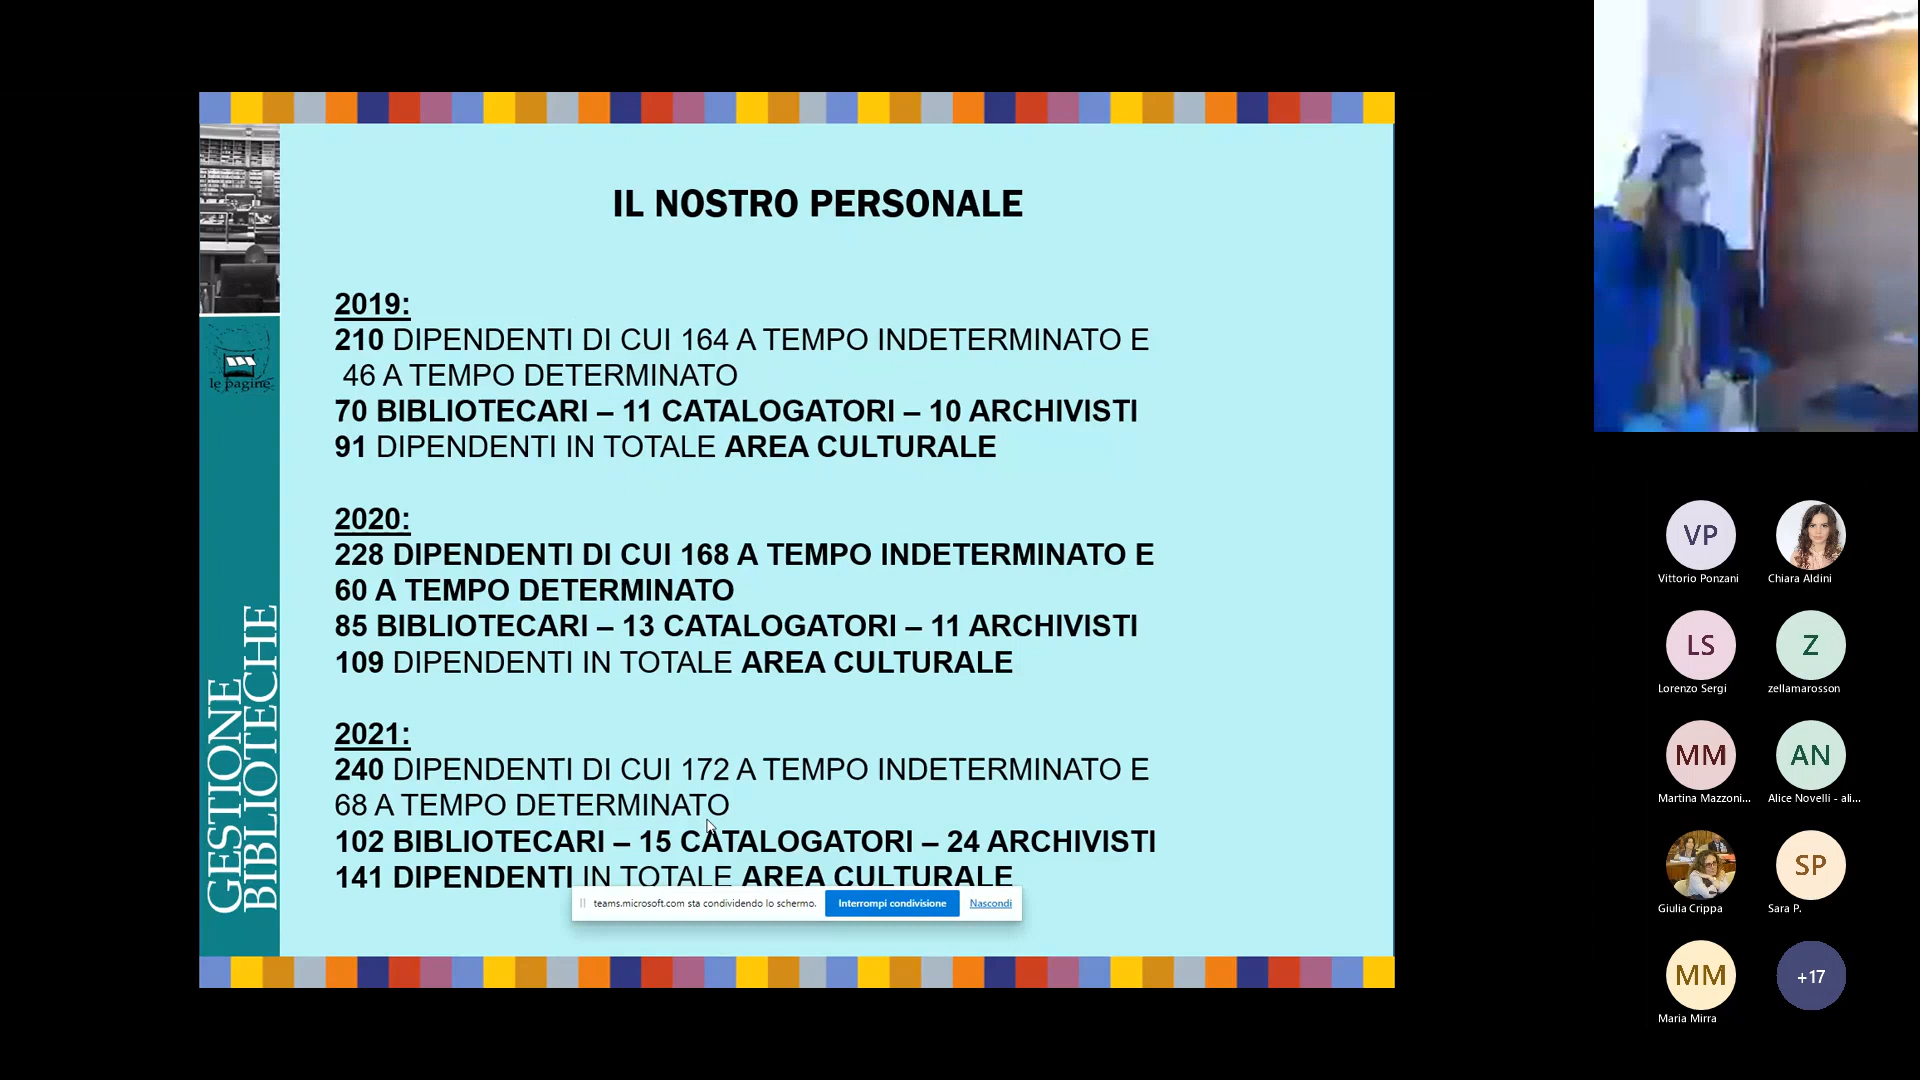 IL NOSTRO PERSONALE
2019:
210 DIPENDENTI DI CUI 164 A TEMPO INDETERMINATO E
46 A TEMPO DETERMINATO
70 BIBLIOTECARI – 11 CATALOGATORI – 10 ARCHIVISTI
91 DIPENDENTI IN TOTALE AREA CULTURALE
2020:
228 DIPENDENTI DI CUI 168 A TEMPO INDETERMINATO E
60 A TEMPO DETERMINATO
85 BIBLIOTECARI – 13 CATALOGATORI – 11 ARCHIVISTI
109 DIPENDENTI IN TOTALE AREA CULTURALE
2021:
240 DIPENDENTI DI CUI 172 A TEMPO INDETERMINATO E
68 A TEMPO DETERMINATO
102 BIBLIOTECARI – 15 CATALOGATORI – 24 ARCHIVISTI
141 DIPENDENTI IN TOTALE AREA CULTURALE
teams.microsoft.com sta condividendo lo schermo. Interrompi condivisione Nascondi
le pagine
GESTIONE
BIBLIOTECHE
VP
Vittorio Ponzani
Chiara Aldini
LS
Lorenzo Sergi
Z
zellamarosson
MM
Martina Mazzoni...
AN
Alice Novelli - ali...
Giulia Crippa
SP
Sara P.
MM
Maria Mirra
+17